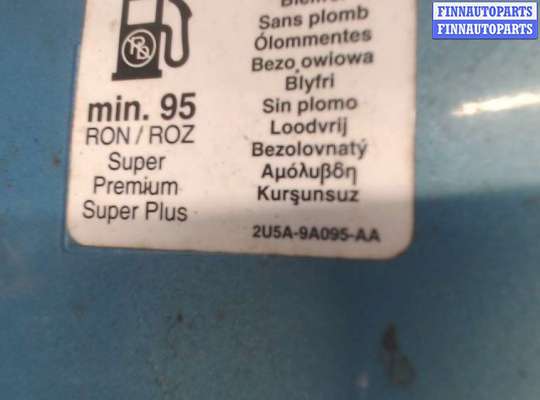 FINNAUTOPARTS
FINNAUTOPARTS
min. 95
RON / ROZ
Super
Premium
Super Plus
Sans plomb
Ólommentes
Bezo owiowa
Blyfri
Sin plomo
Loodvrij
Bezolovnatý
Αμόλυβδη
Kurşunsuz
2U5A-9A095-AA